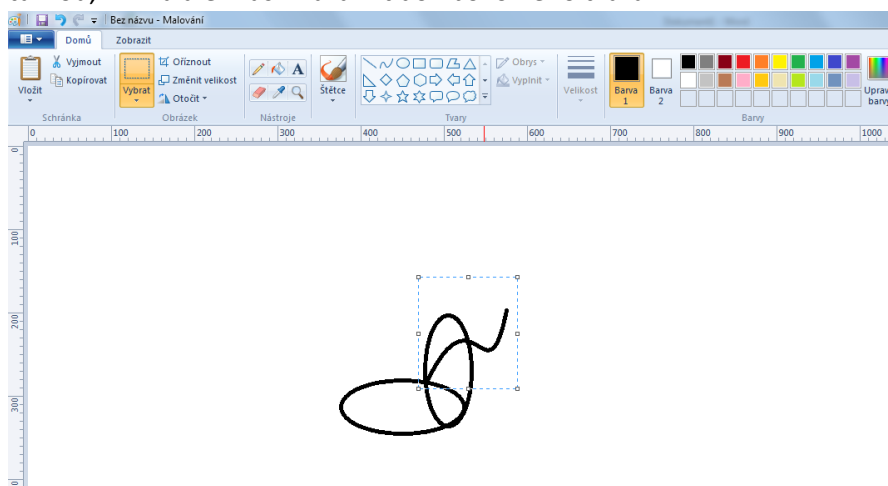 Bez názvu - Malování
Domů Zobrazit
Vložit
Vyjmout
Kopírovat
Schránka
Vybrat
Oříznout
Změnit velikost
Otočit
Obrázek
A
Nástroje
Štětce
Obrys
Vyplnit
Tvary
Velikost
Barva 1
Barva 2
Barvy
Uprav
barvy
0 100 200 300 400 500 600 700 800 900 1000
100
200
300